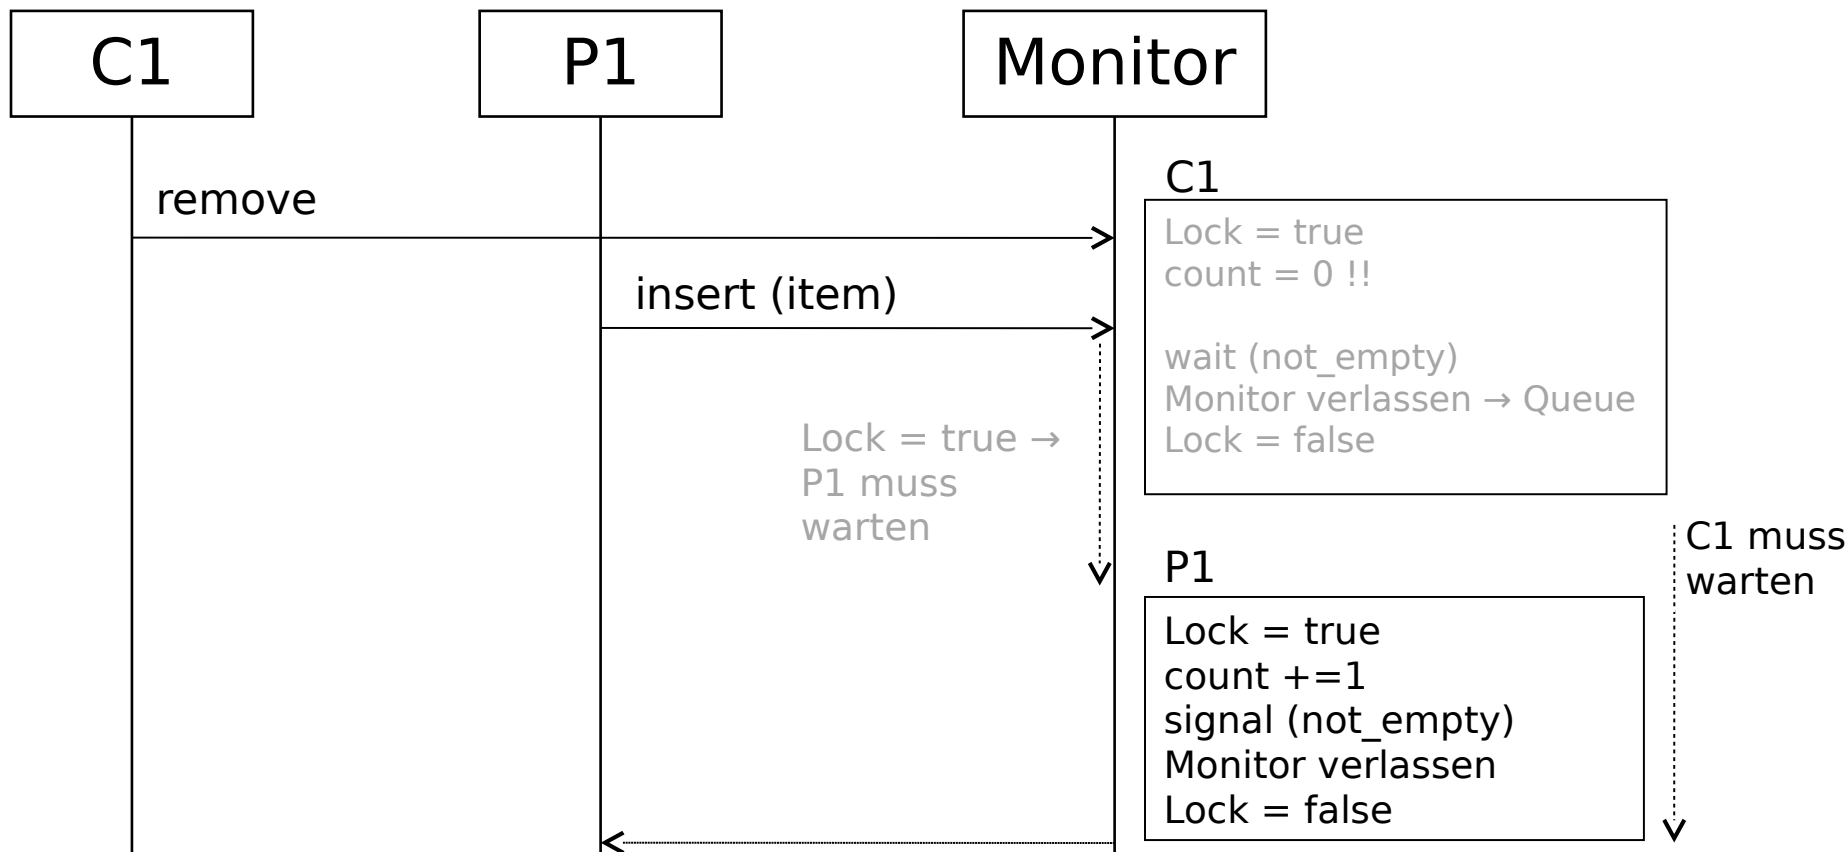 C1
P1
Monitor
C1
remove
Lock = true
count = 0 !!
insert (item)
wait (not_empty)
Monitor verlassen → Queue
Lock = false
Lock = true →
P1 muss
warten
C1 muss
warten
P1
Lock = true
count +=1
signal (not_empty)
Monitor verlassen
Lock = false